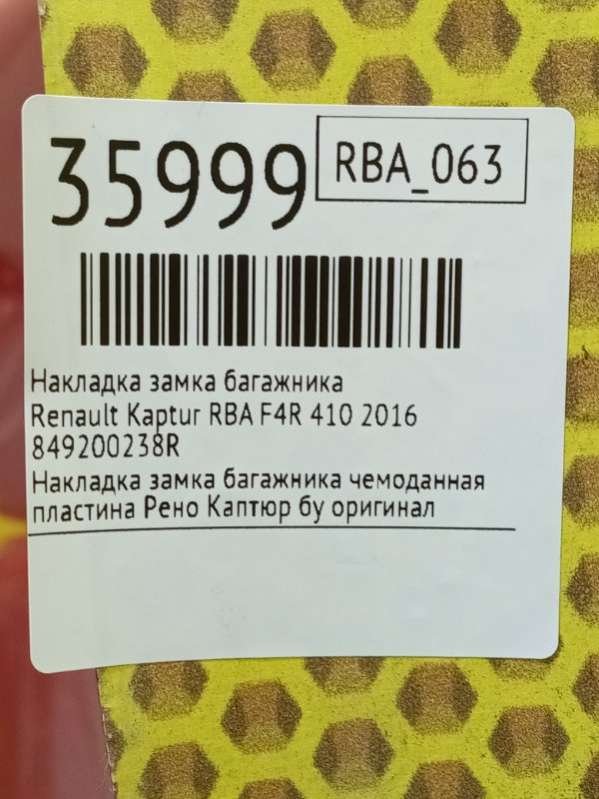 35999
RBA_063
Накладка замка багажника
Renault Kaptur RBA F4R 410 2016
849200238R
Накладка замка багажника чемоданная
пластина Рено Каптюр бу оригинал